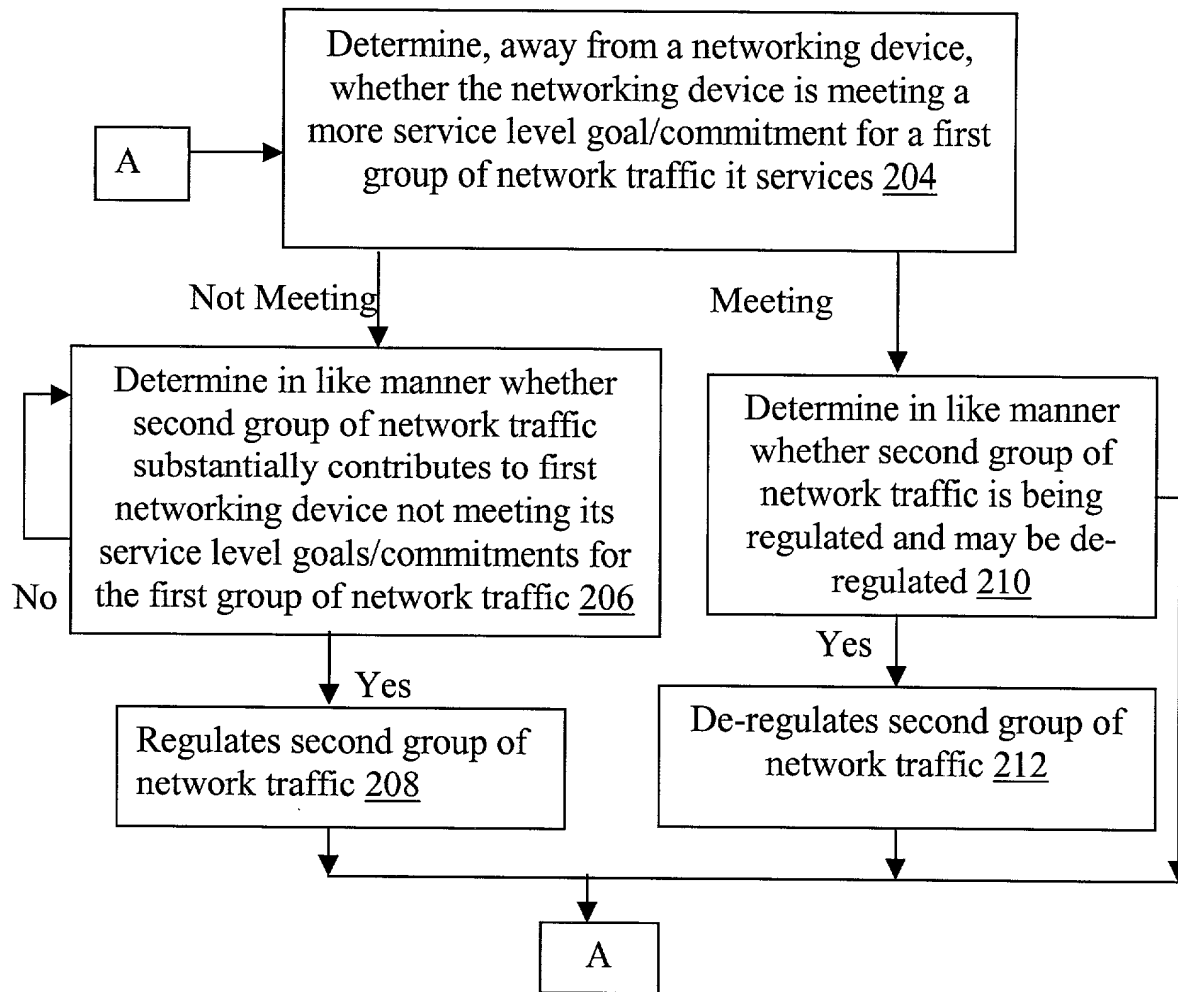 Determine, away from a networking device,
whether the networking device is meeting a
more service level goal/commitment for a first
group of network traffic it services 204
A
Not Meeting
Meeting
Determine in like manner whether
second group of network traffic
substantially contributes to first
networking device not meeting its
service level goals/commitments for
the first group of network traffic 206
No
Determine in like manner
whether second group of
network traffic is being
regulated and may be de-
regulated 210
Yes
Yes
Regulates second group of
network traffic 208
De-regulates second group of
network traffic 212
A